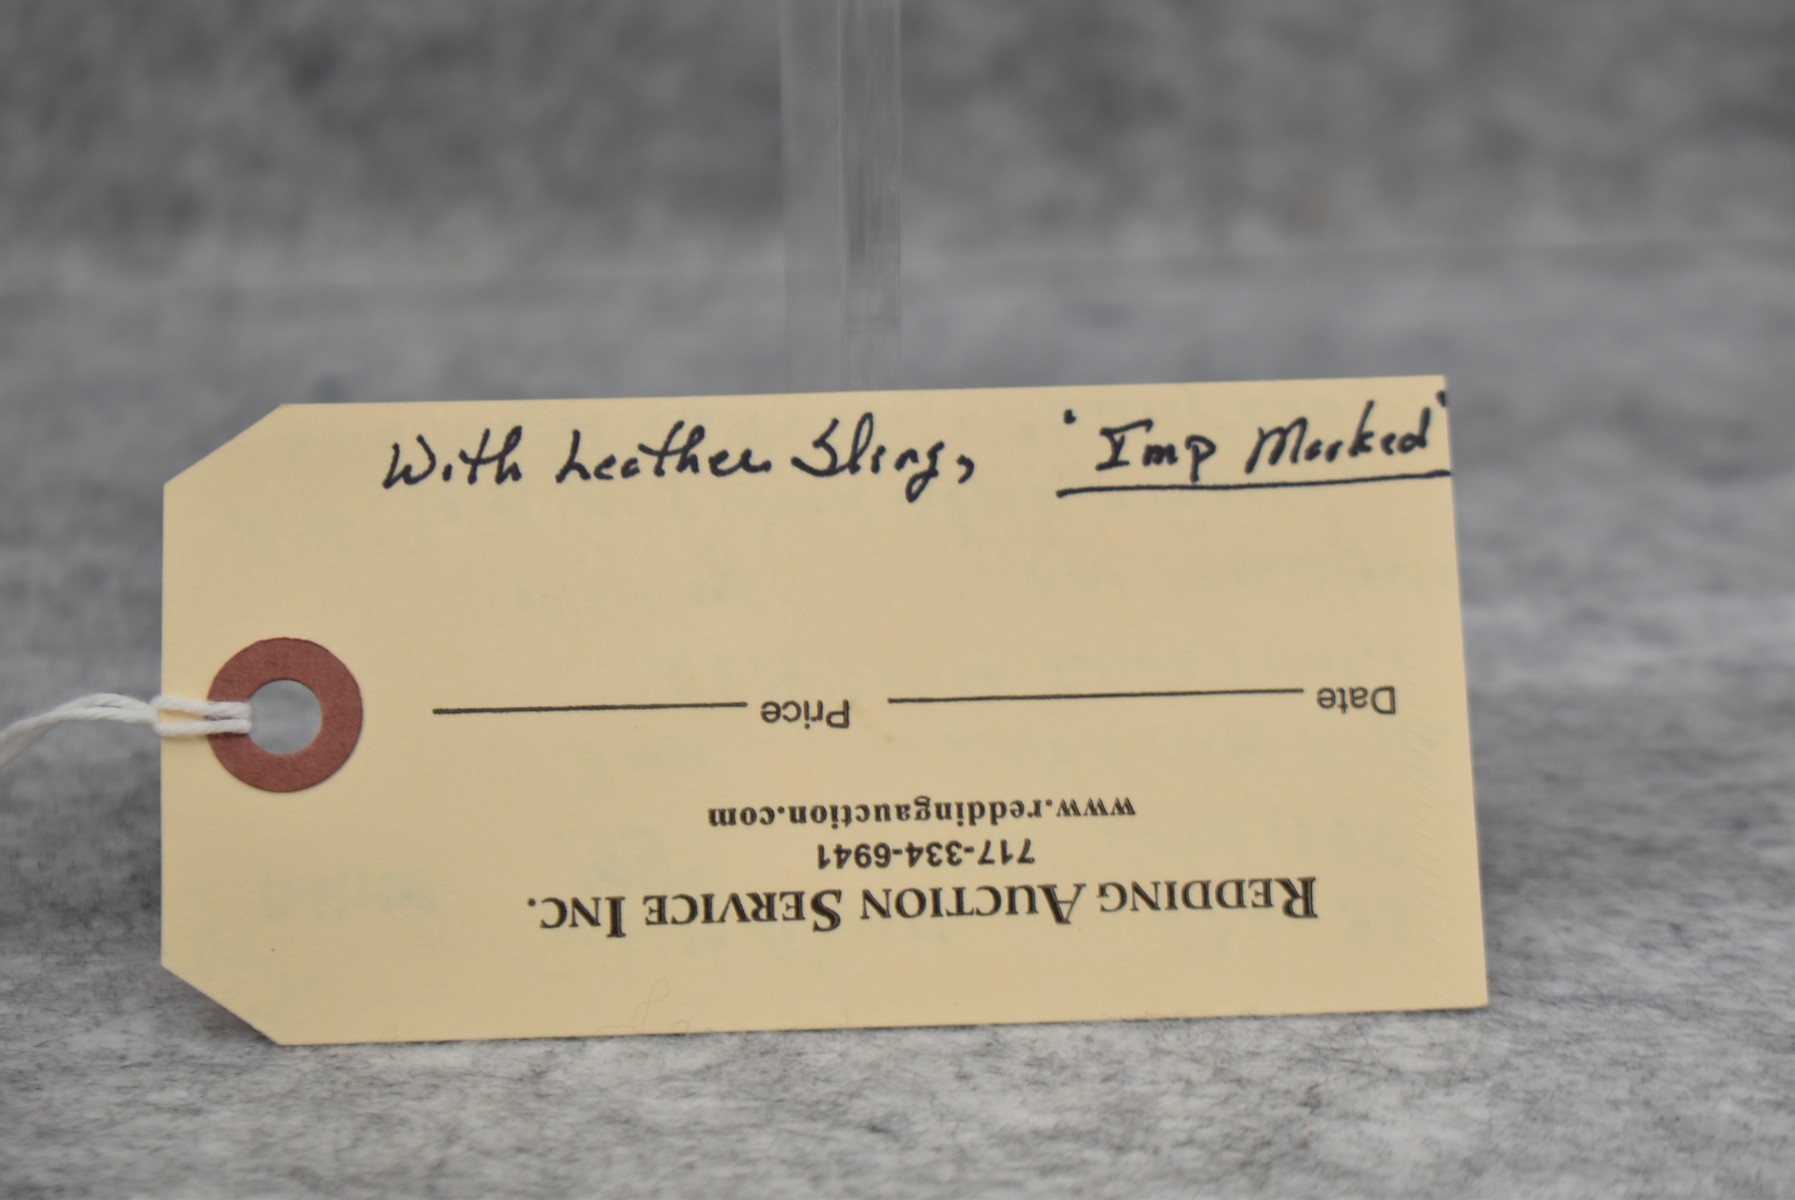 With Leather Sling, "Imp Marked"
Date Price
www.reddingauction.com
717-334-6941
REDDING AUCTION SERVICE INC.